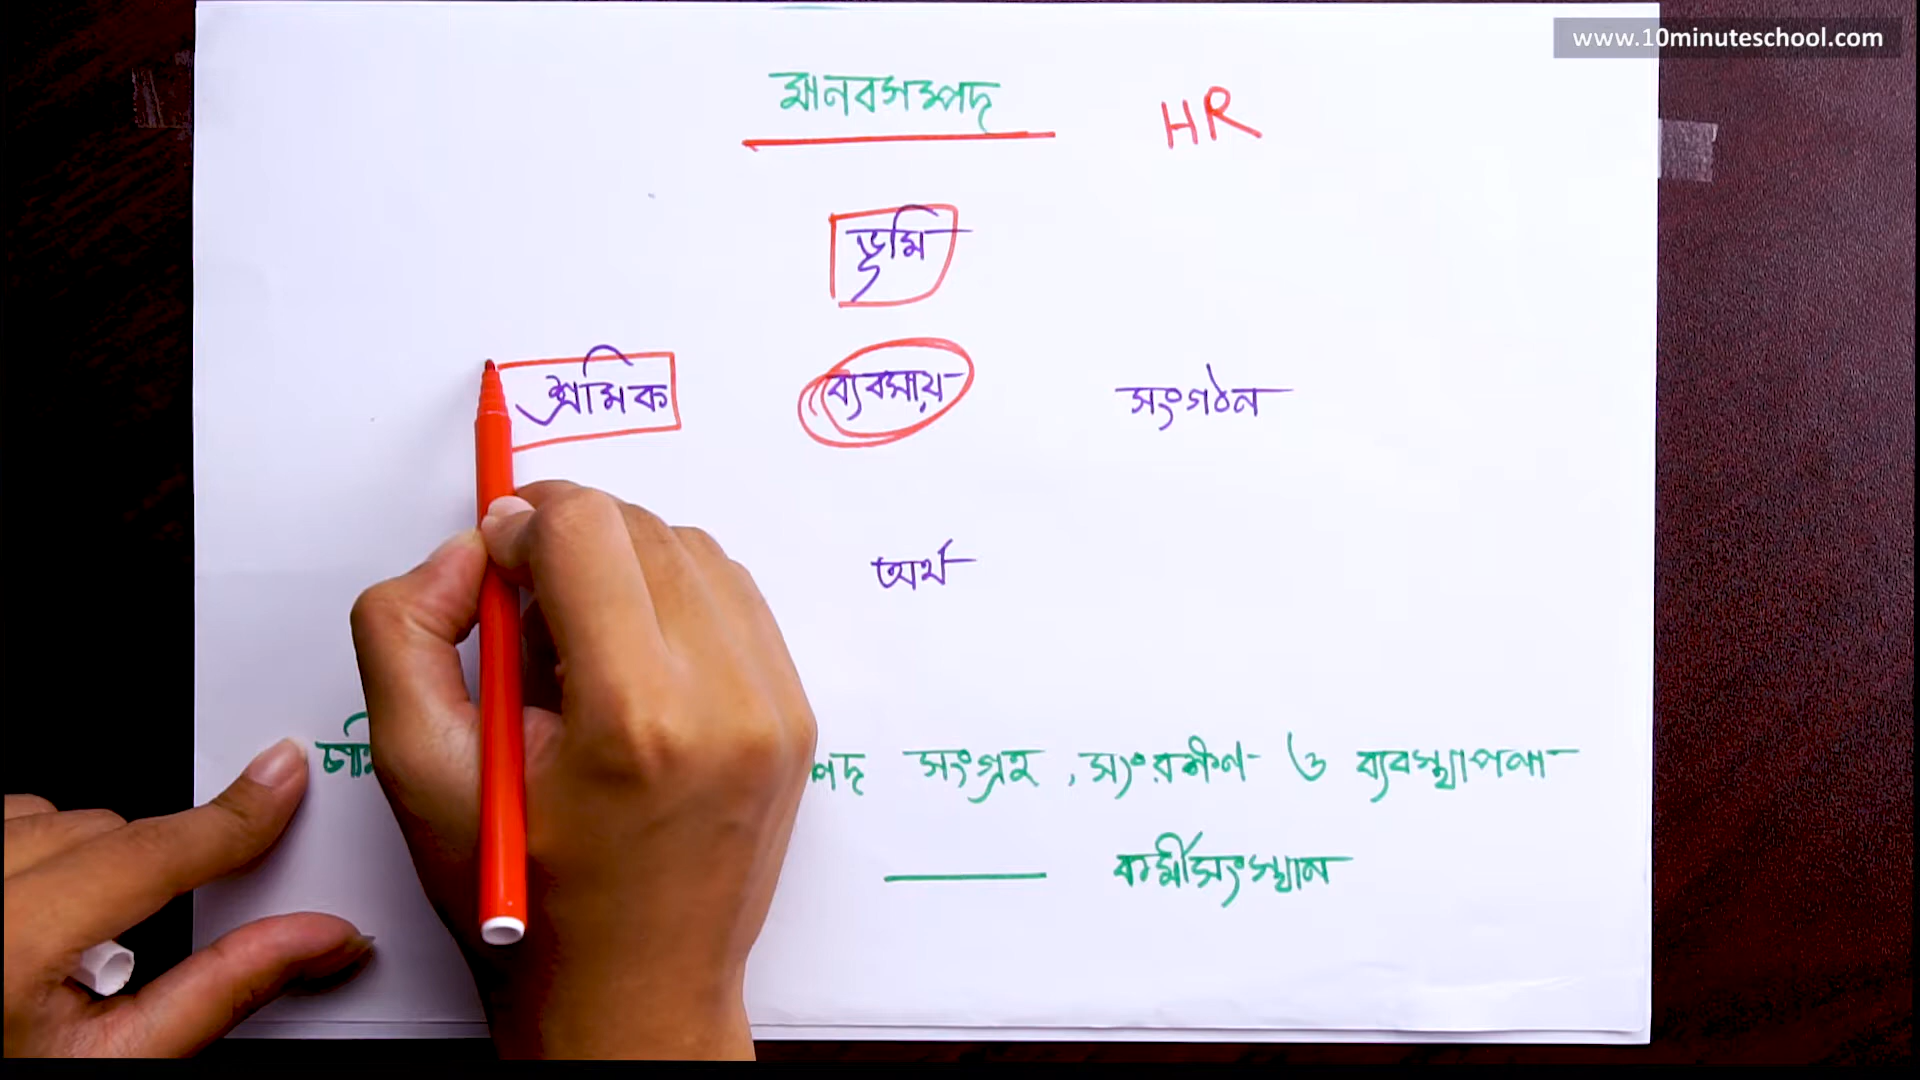 www.10minuteschool.com
মানবসম্পদ HR
ভূমি
শ্রমিক ব্যবসায় সংগঠন
অর্থ
সংগ্রহ , সংরক্ষণ ও ব্যবস্থাপনা
কর্মীসংস্থান